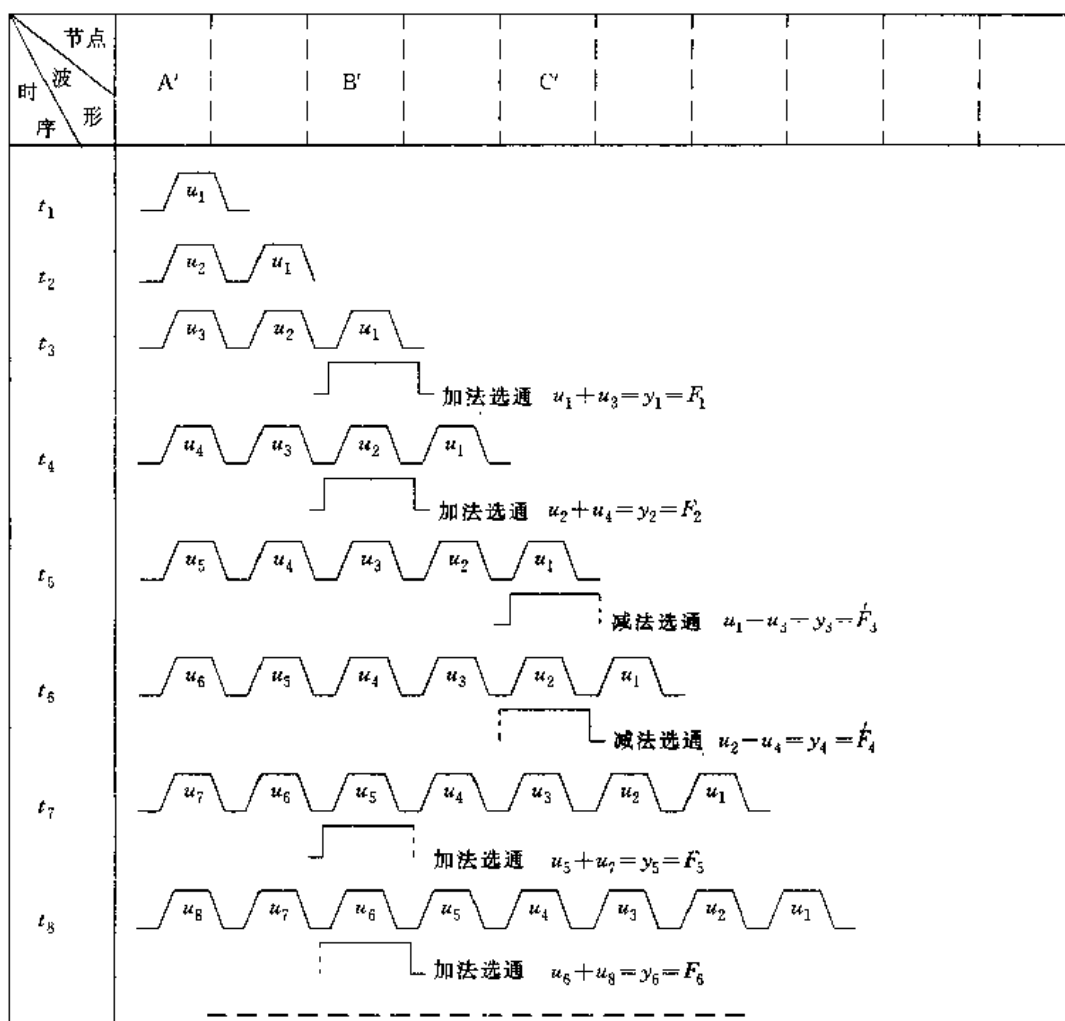 节点
波
形
时
序
A′ B′ C′
t₁ u₁
t₂ u₂ u₁
t₃ u₃ u₂ u₁
加法选通 u₁+u₃=y₁=F₁
t₄ u₄ u₃ u₂ u₁
加法选通 u₂+u₄=y₂=F₂
t₅ u₅ u₄ u₃ u₂ u₁
减法选通 u₁−u₃=y₃=F₃
t₆ u₆ u₅ u₄ u₃ u₂ u₁
减法选通 u₂−u₄=y₄=F₄
t₇ u₇ u₆ u₅ u₄ u₃ u₂ u₁
加法选通 u₅+u₇=y₅=F₅
t₈ u₈ u₇ u₆ u₅ u₄ u₃ u₂ u₁
加法选通 u₆+u₈=y₆=F₆